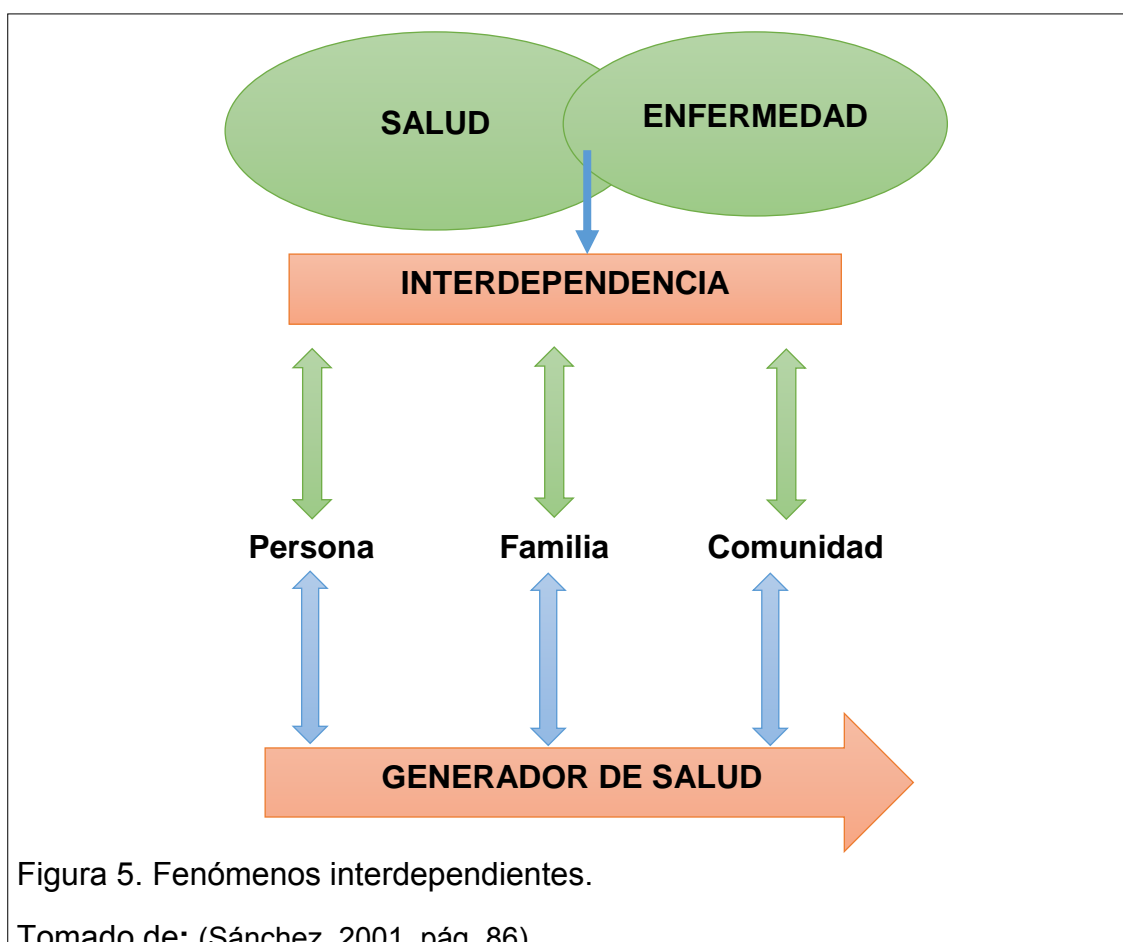 SALUD
ENFERMEDAD
INTERDEPENDENCIA
Persona Familia Comunidad
GENERADOR DE SALUD
Figura 5. Fenómenos interdependientes.
Tomado de: (Sánchez, 2001, pág. 86)